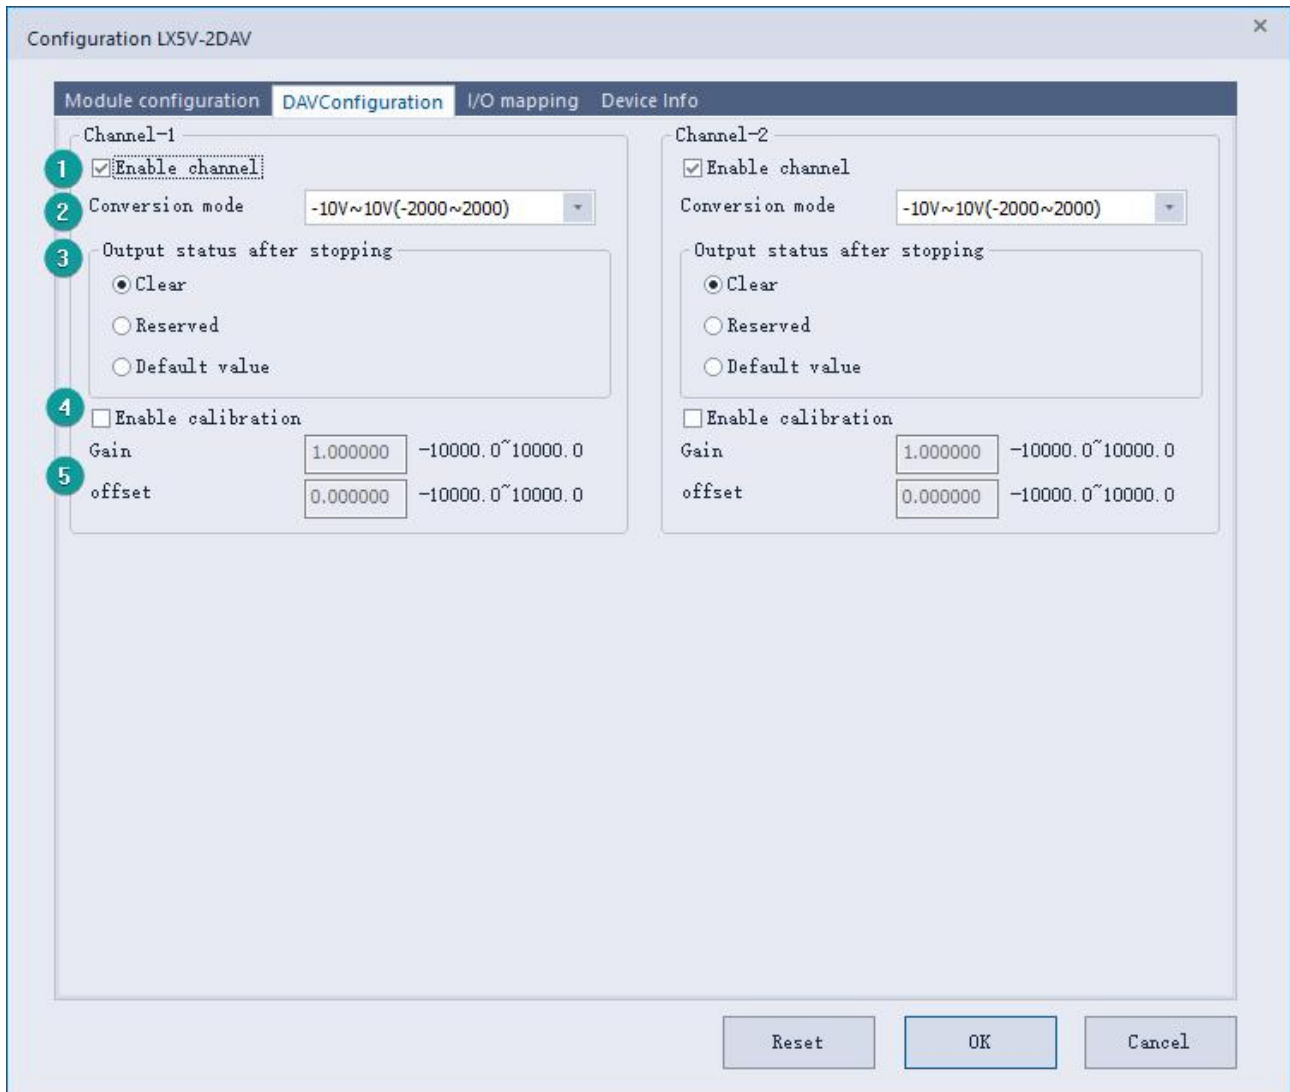 Configuration LX5V-2DAV
Module configuration DAVConfiguration I/O mapping Device Info
Channel-1
1 Enable channel
2 Conversion mode -10V~10V(-2000~2000)
3 Output status after stopping
Clear
Reserved
Default value
4 Enable calibration
Gain 1.000000 -10000.0~10000.0
5 offset 0.000000 -10000.0~10000.0
Channel-2
Enable channel
Conversion mode -10V~10V(-2000~2000)
Output status after stopping
Clear
Reserved
Default value
Enable calibration
Gain 1.000000 -10000.0~10000.0
offset 0.000000 -10000.0~10000.0
Reset OK Cancel